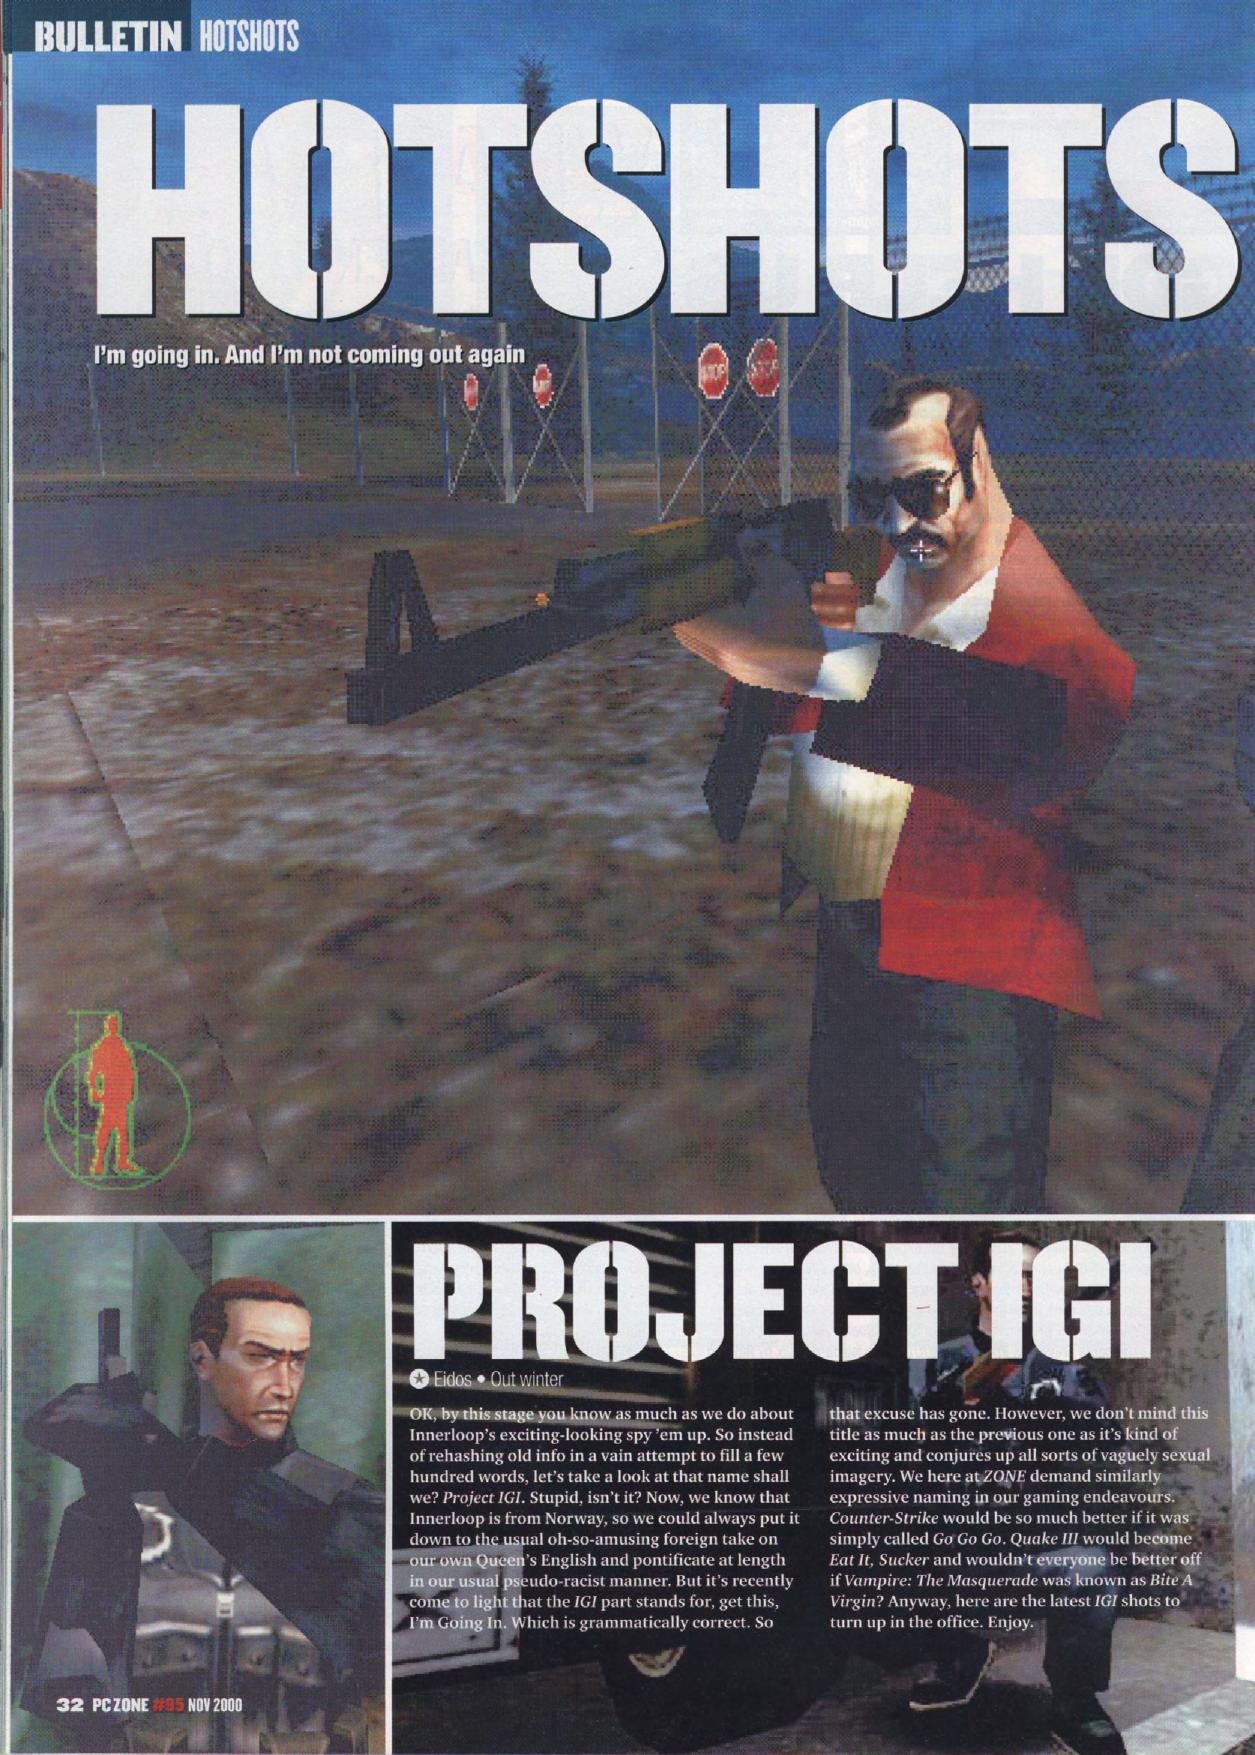 BULLETIN HOTSHOTS
HOTSHOTS
I'm going in. And I'm not coming out again
STOP STOP
PROJECT IGI
Eidos • Out winter
OK, by this stage you know as much as we do about
Innerloop's exciting-looking spy 'em up. So instead
of rehashing old info in a vain attempt to fill a few
hundred words, let's take a look at that name shall
we? Project IGI. Stupid, isn't it? Now, we know that
Innerloop is from Norway, so we could always put it
down to the usual oh-so-amusing foreign take on
our own Queen's English and pontificate at length
in our usual pseudo-racist manner. But it's recently
come to light that the IGI part stands for, get this,
I'm Going In. Which is grammatically correct. So
that excuse has gone. However, we don't mind this
title as much as the previous one as it's kind of
exciting and conjures up all sorts of vaguely sexual
imagery. We here at ZONE demand similarly
expressive naming in our gaming endeavours.
Counter-Strike would be so much better if it was
simply called Go Go Go. Quake III would become
Eat It, Sucker and wouldn't everyone be better off
if Vampire: The Masquerade was known as Bite A
Virgin? Anyway, here are the latest IGI shots to
turn up in the office. Enjoy.
32 PC ZONE #95 NOV 2000